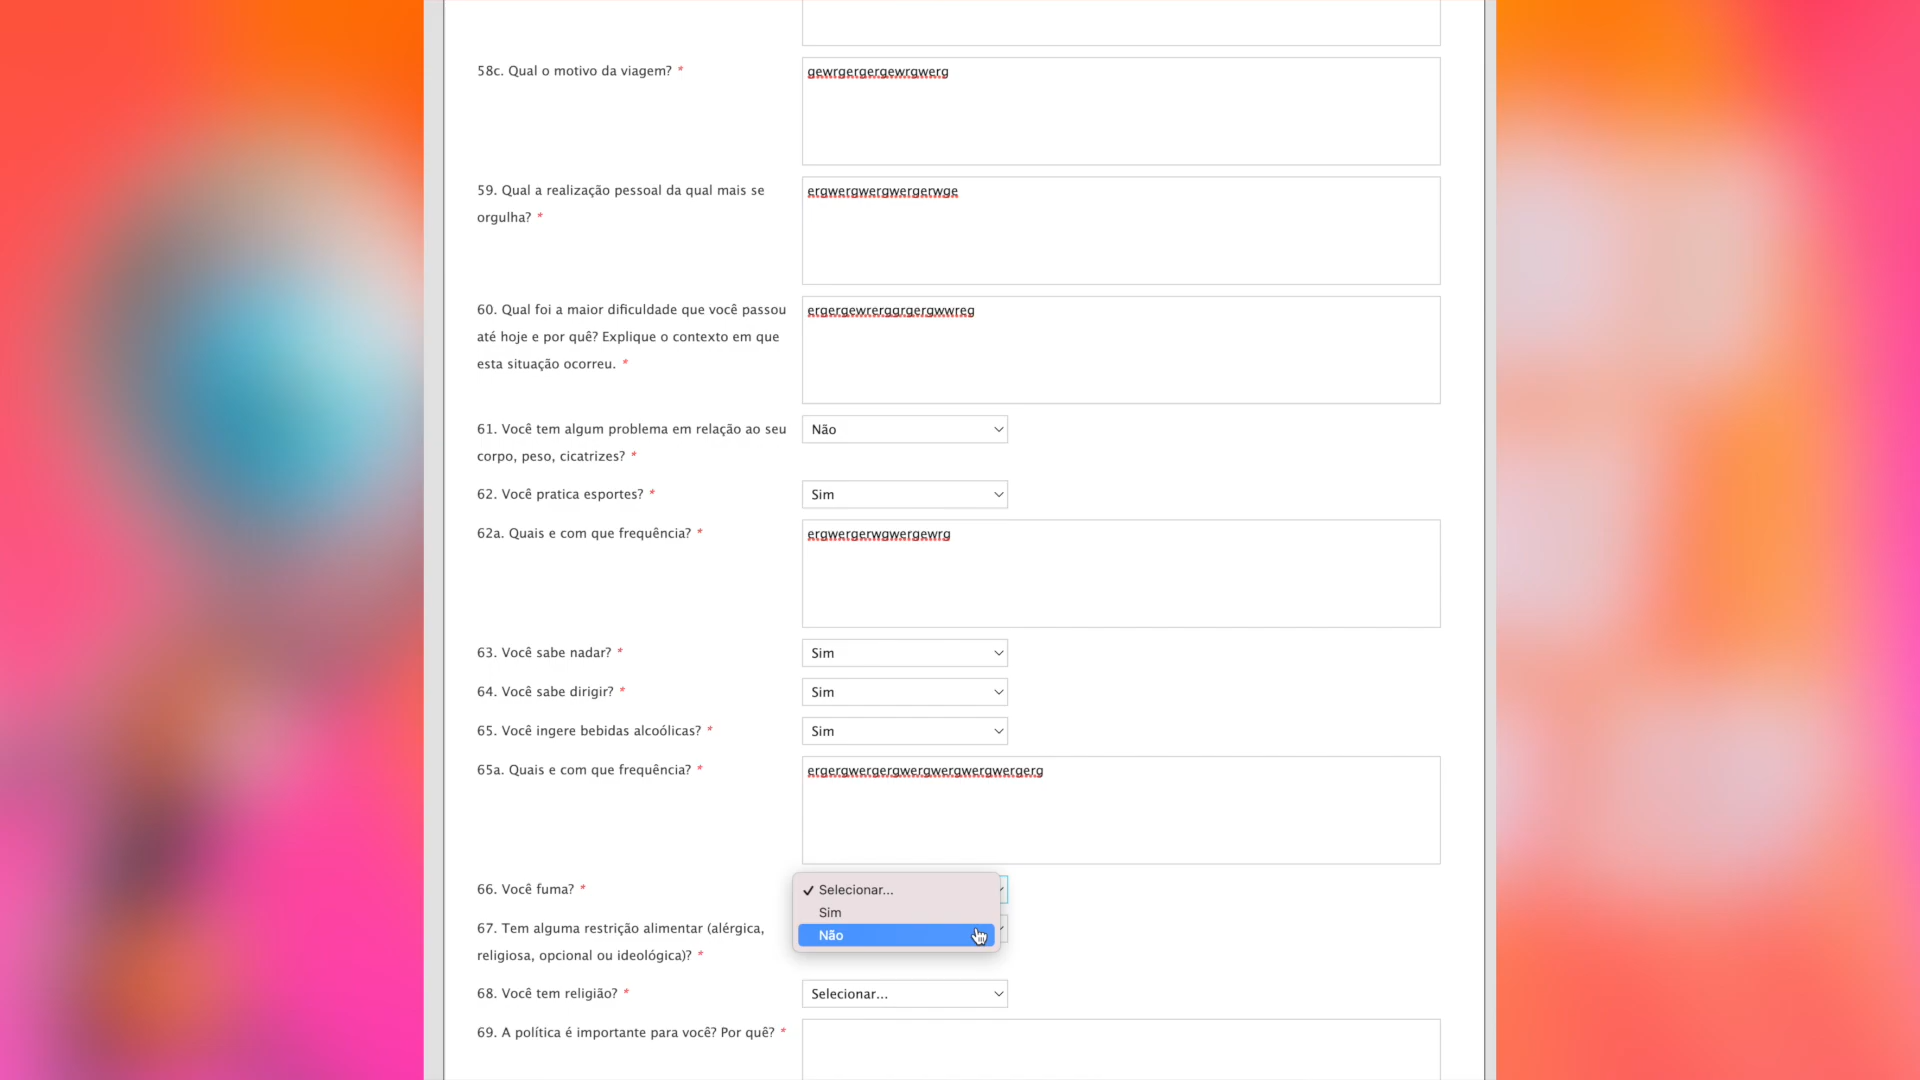 58c. Qual o motivo da viagem? *
gewrgergergewrgwerg
59. Qual a realização pessoal da qual mais se
orgulha? *
ergwergwergwergerwge
60. Qual foi a maior dificuldade que você passou
até hoje e por quê? Explique o contexto em que
esta situação ocorreu. *
ergergewrerggrgergwwreg
61. Você tem algum problema em relação ao seu
corpo, peso, cicatrizes? *
Não
62. Você pratica esportes? *
Sim
62a. Quais e com que frequência? *
ergwergerwgwergewrg
63. Você sabe nadar? *
Sim
64. Você sabe dirigir? *
Sim
65. Você ingere bebidas alcoólicas? *
Sim
65a. Quais e com que frequência? *
ergergwergergwergwergwergwergerg
66. Você fuma? *
✓ Selecionar...
Sim
Não
67. Tem alguma restrição alimentar (alérgica,
religiosa, opcional ou ideológica)? *
68. Você tem religião? *
Selecionar...
69. A política é importante para você? Por quê? *